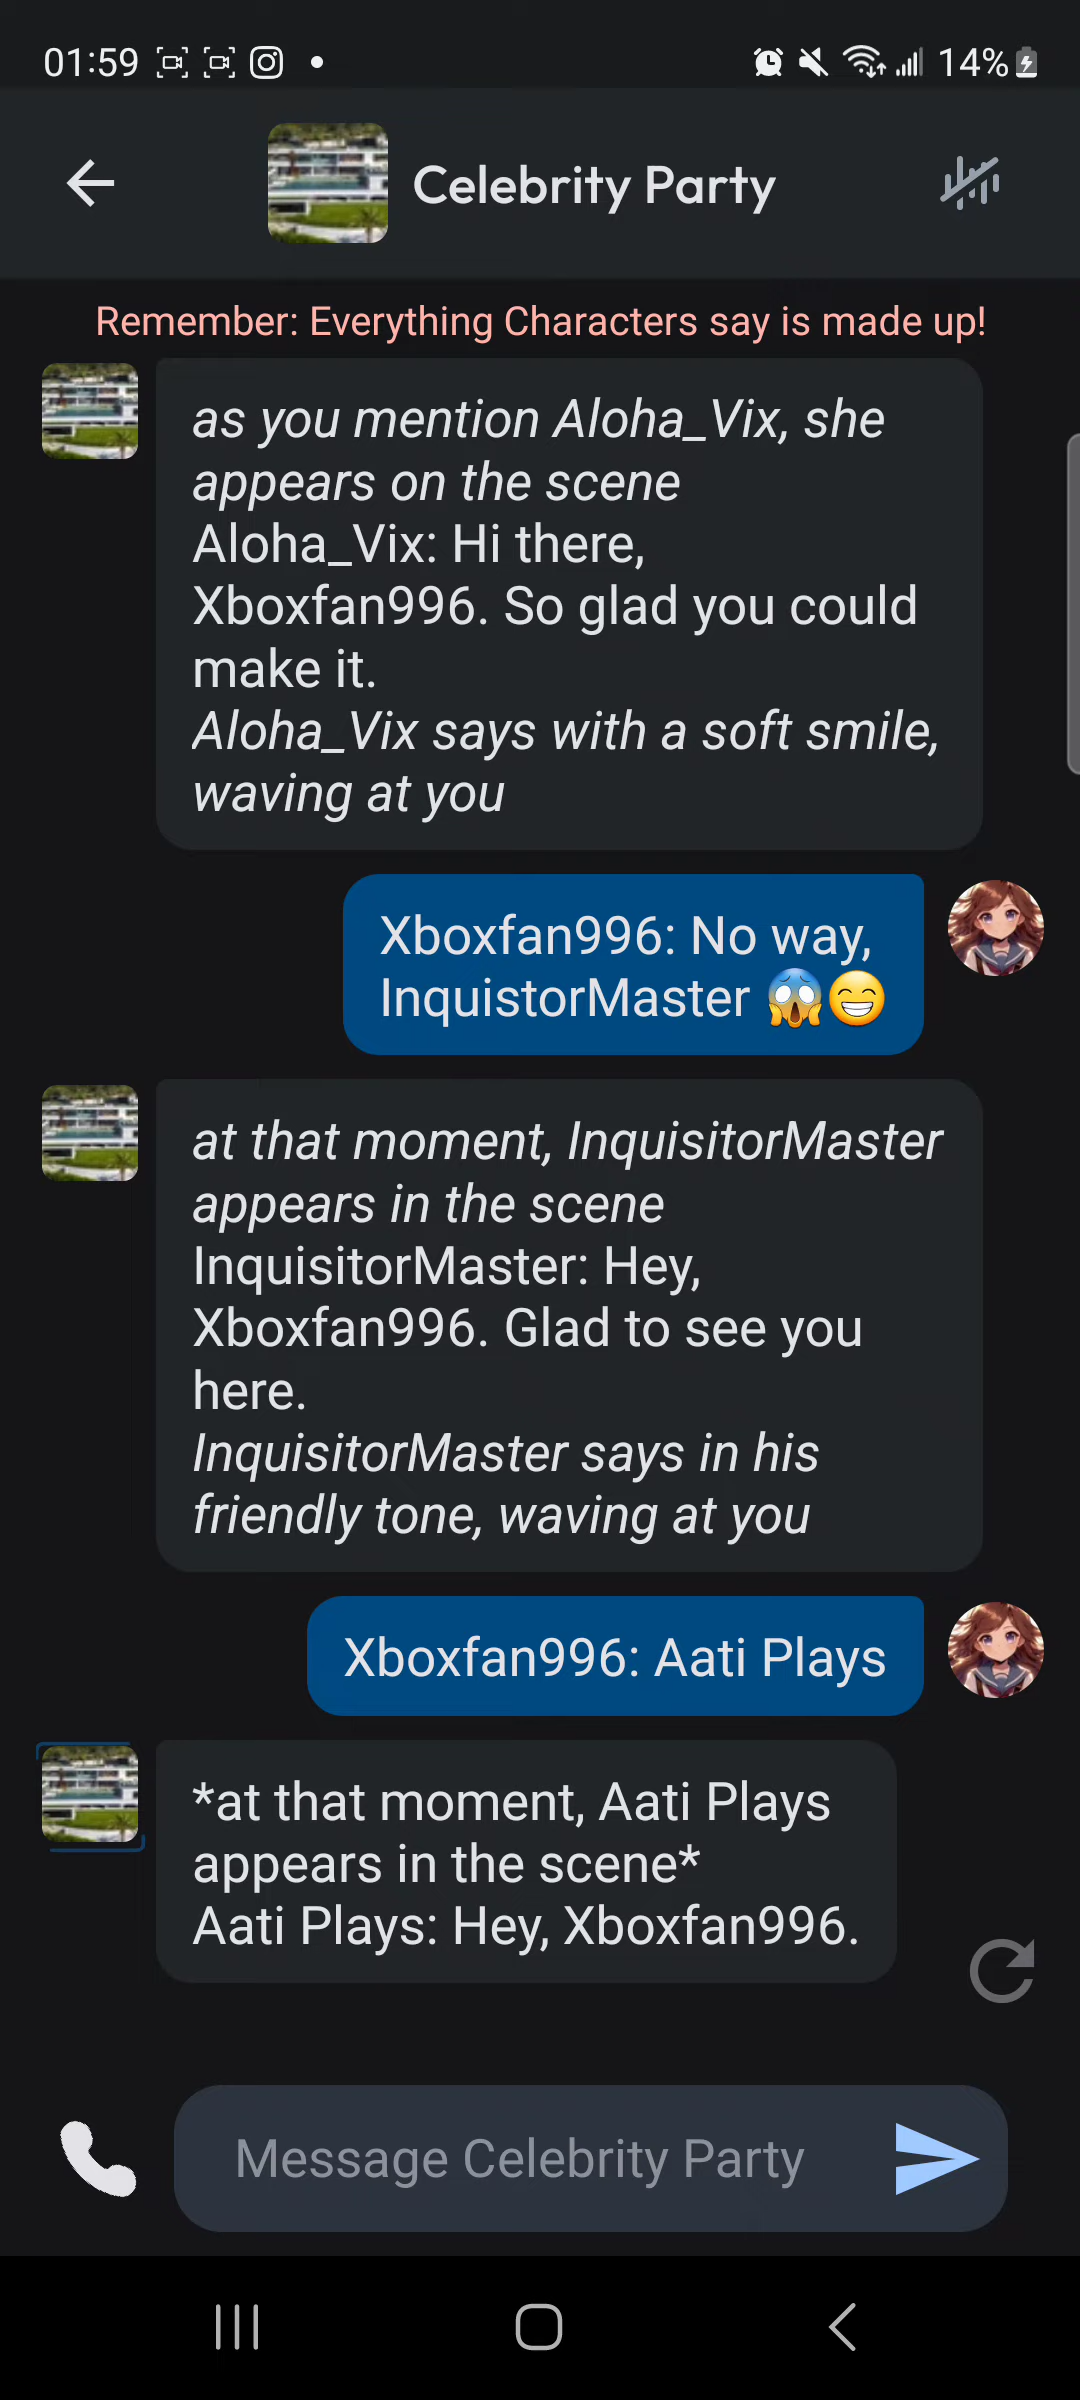 01:59
14%
Celebrity Party
Remember: Everything Characters say is made up!
as you mention Aloha_Vix, she
appears on the scene
Aloha_Vix: Hi there,
Xboxfan996. So glad you could
make it.
Aloha_Vix says with a soft smile,
waving at you
Xboxfan996: No way,
InquistorMaster 😱😁
at that moment, InquisitorMaster
appears in the scene
InquisitorMaster: Hey,
Xboxfan996. Glad to see you
here.
InquisitorMaster says in his
friendly tone, waving at you
Xboxfan996: Aati Plays
*at that moment, Aati Plays
appears in the scene*
Aati Plays: Hey, Xboxfan996.
Message Celebrity Party